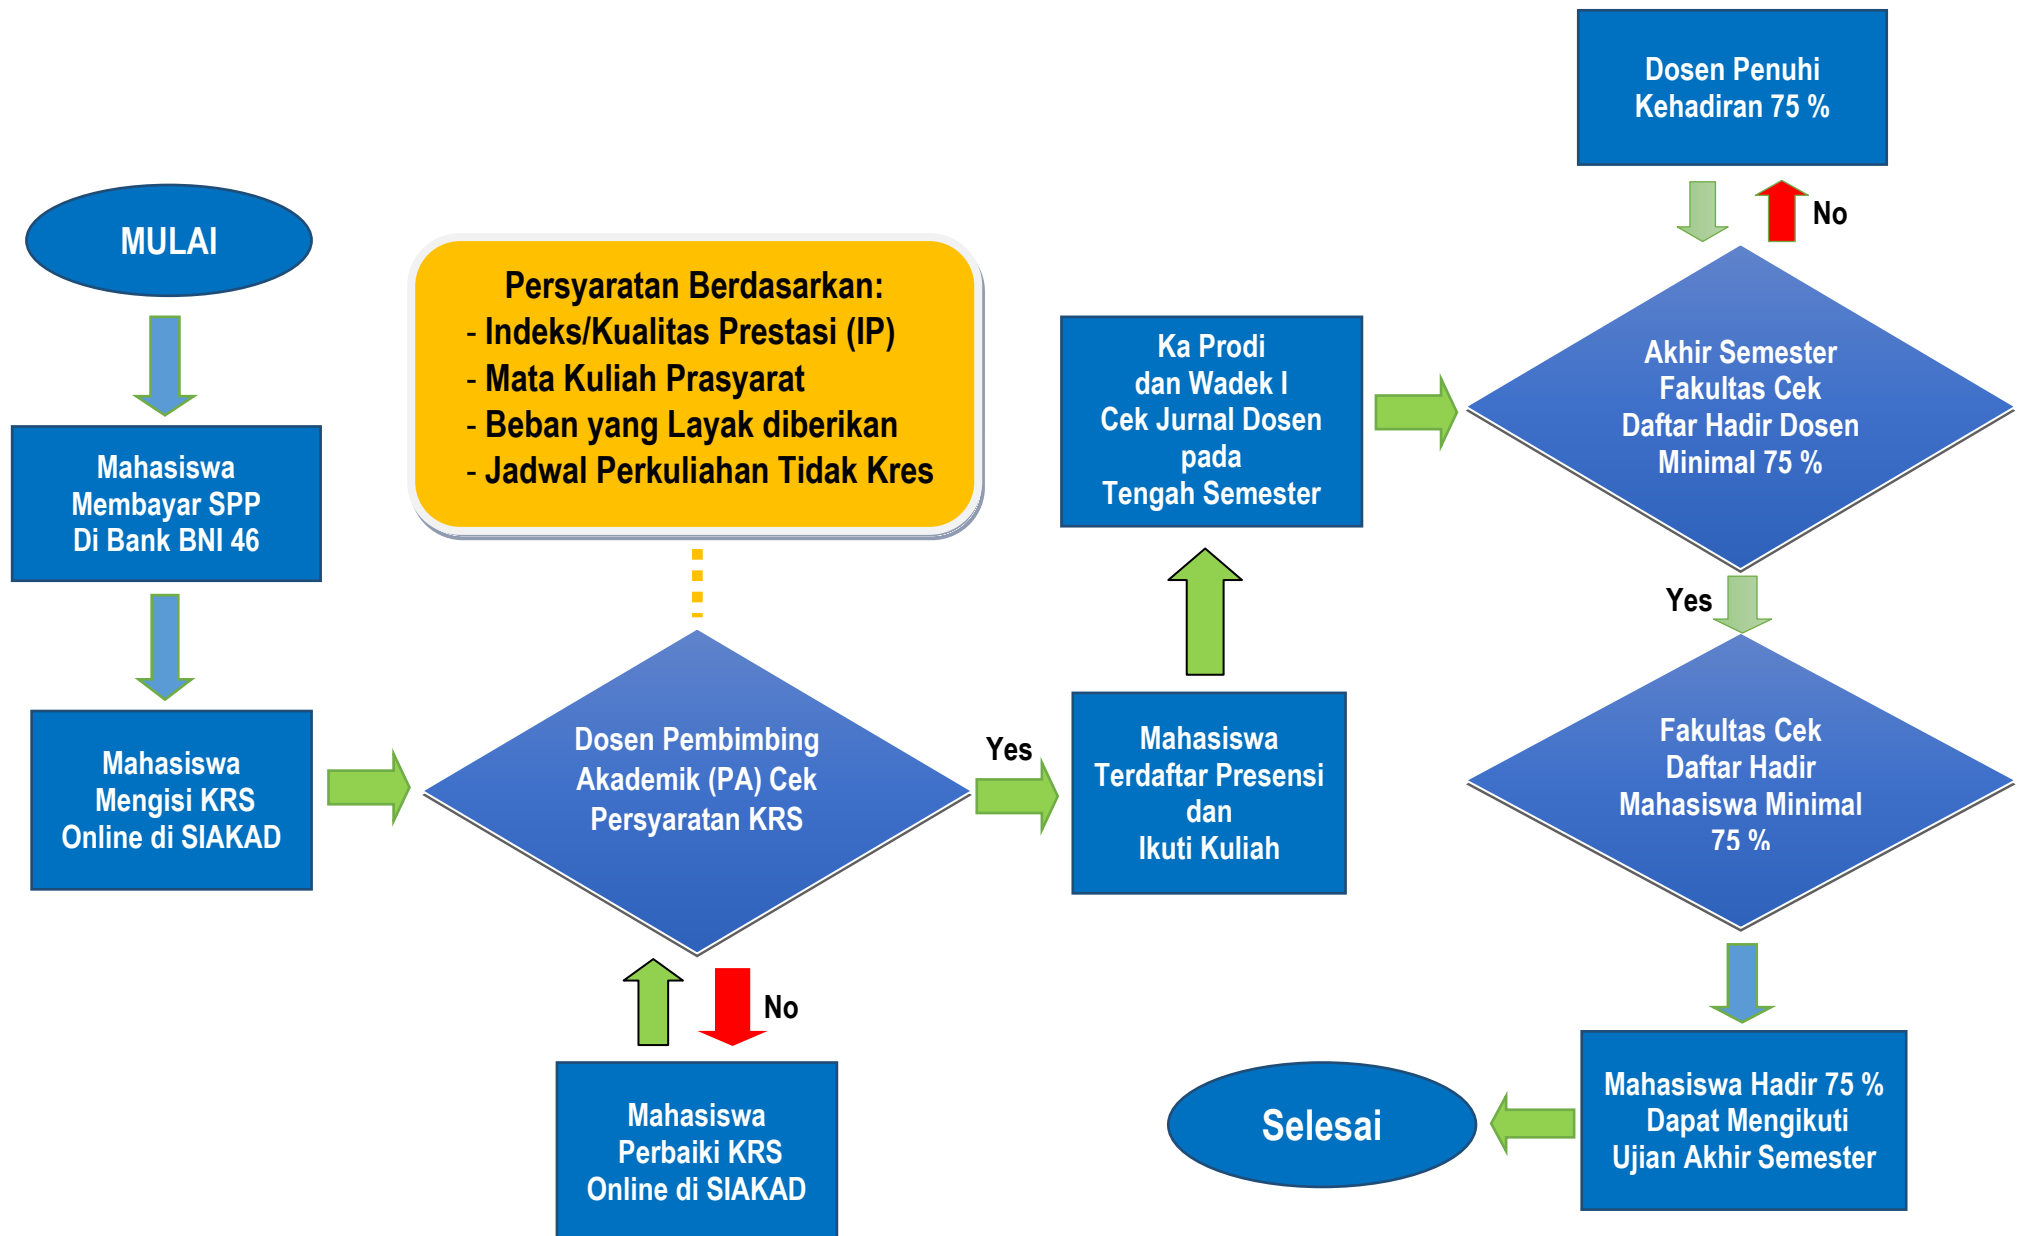 MULAI
Mahasiswa
Membayar SPP
Di Bank BNI 46
Mahasiswa
Mengisi KRS
Online di SIAKAD
Persyaratan Berdasarkan:
- Indeks/Kualitas Prestasi (IP)
- Mata Kuliah Prasyarat
- Beban yang Layak diberikan
- Jadwal Perkuliahan Tidak Kres
Dosen Pembimbing
Akademik (PA) Cek
Persyaratan KRS
No
Mahasiswa
Perbaiki KRS
Online di SIAKAD
Yes
Mahasiswa
Terdaftar Presensi
dan
Ikuti Kuliah
Ka Prodi
dan Wadek I
Cek Jurnal Dosen
pada
Tengah Semester
Akhir Semester
Fakultas Cek
Daftar Hadir Dosen
Minimal 75 %
No
Dosen Penuhi
Kehadiran 75 %
Yes
Fakultas Cek
Daftar Hadir
Mahasiswa Minimal
75 %
Mahasiswa Hadir 75 %
Dapat Mengikuti
Ujian Akhir Semester
Selesai